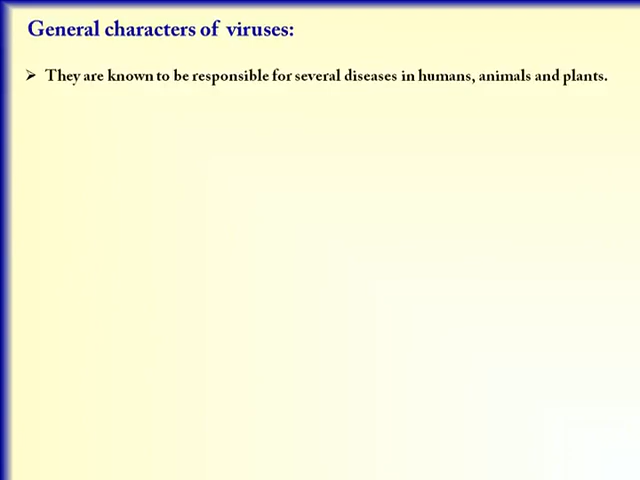 General characters of viruses:
➢ They are known to be responsible for several diseases in humans, animals and plants.